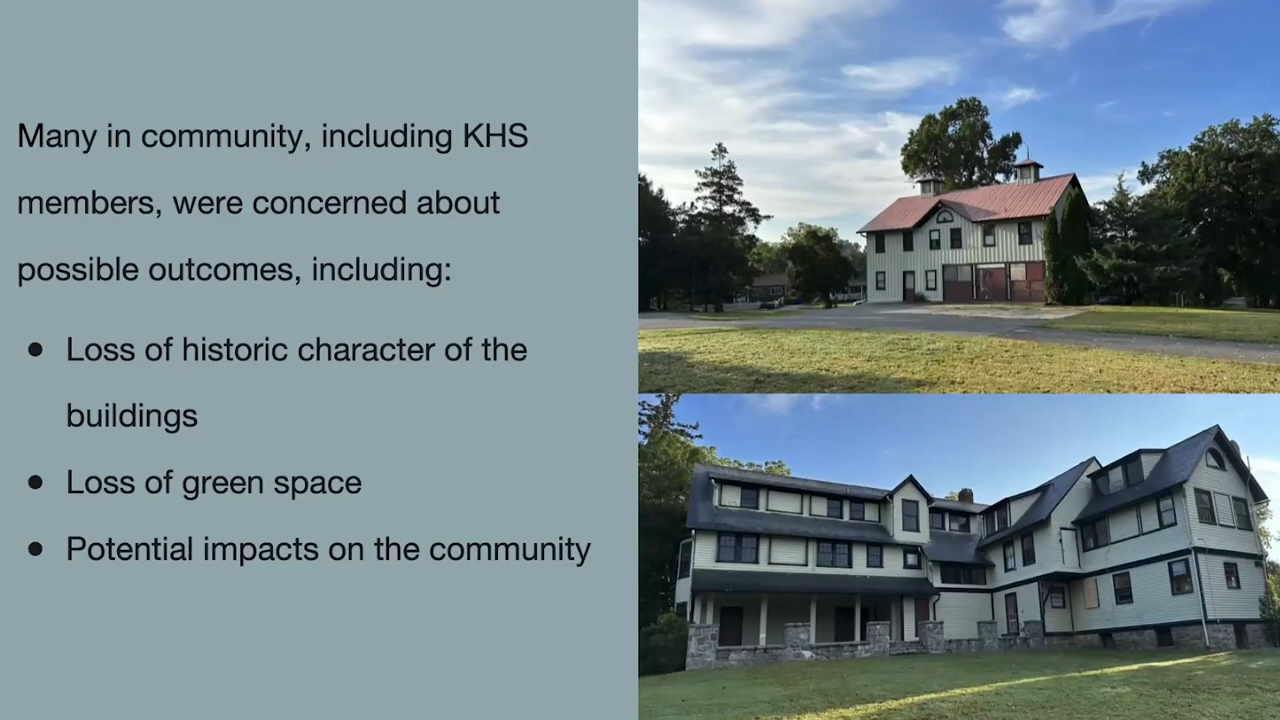 Many in community, including KHS
members, were concerned about
possible outcomes, including:
● Loss of historic character of the
buildings
● Loss of green space
● Potential impacts on the community